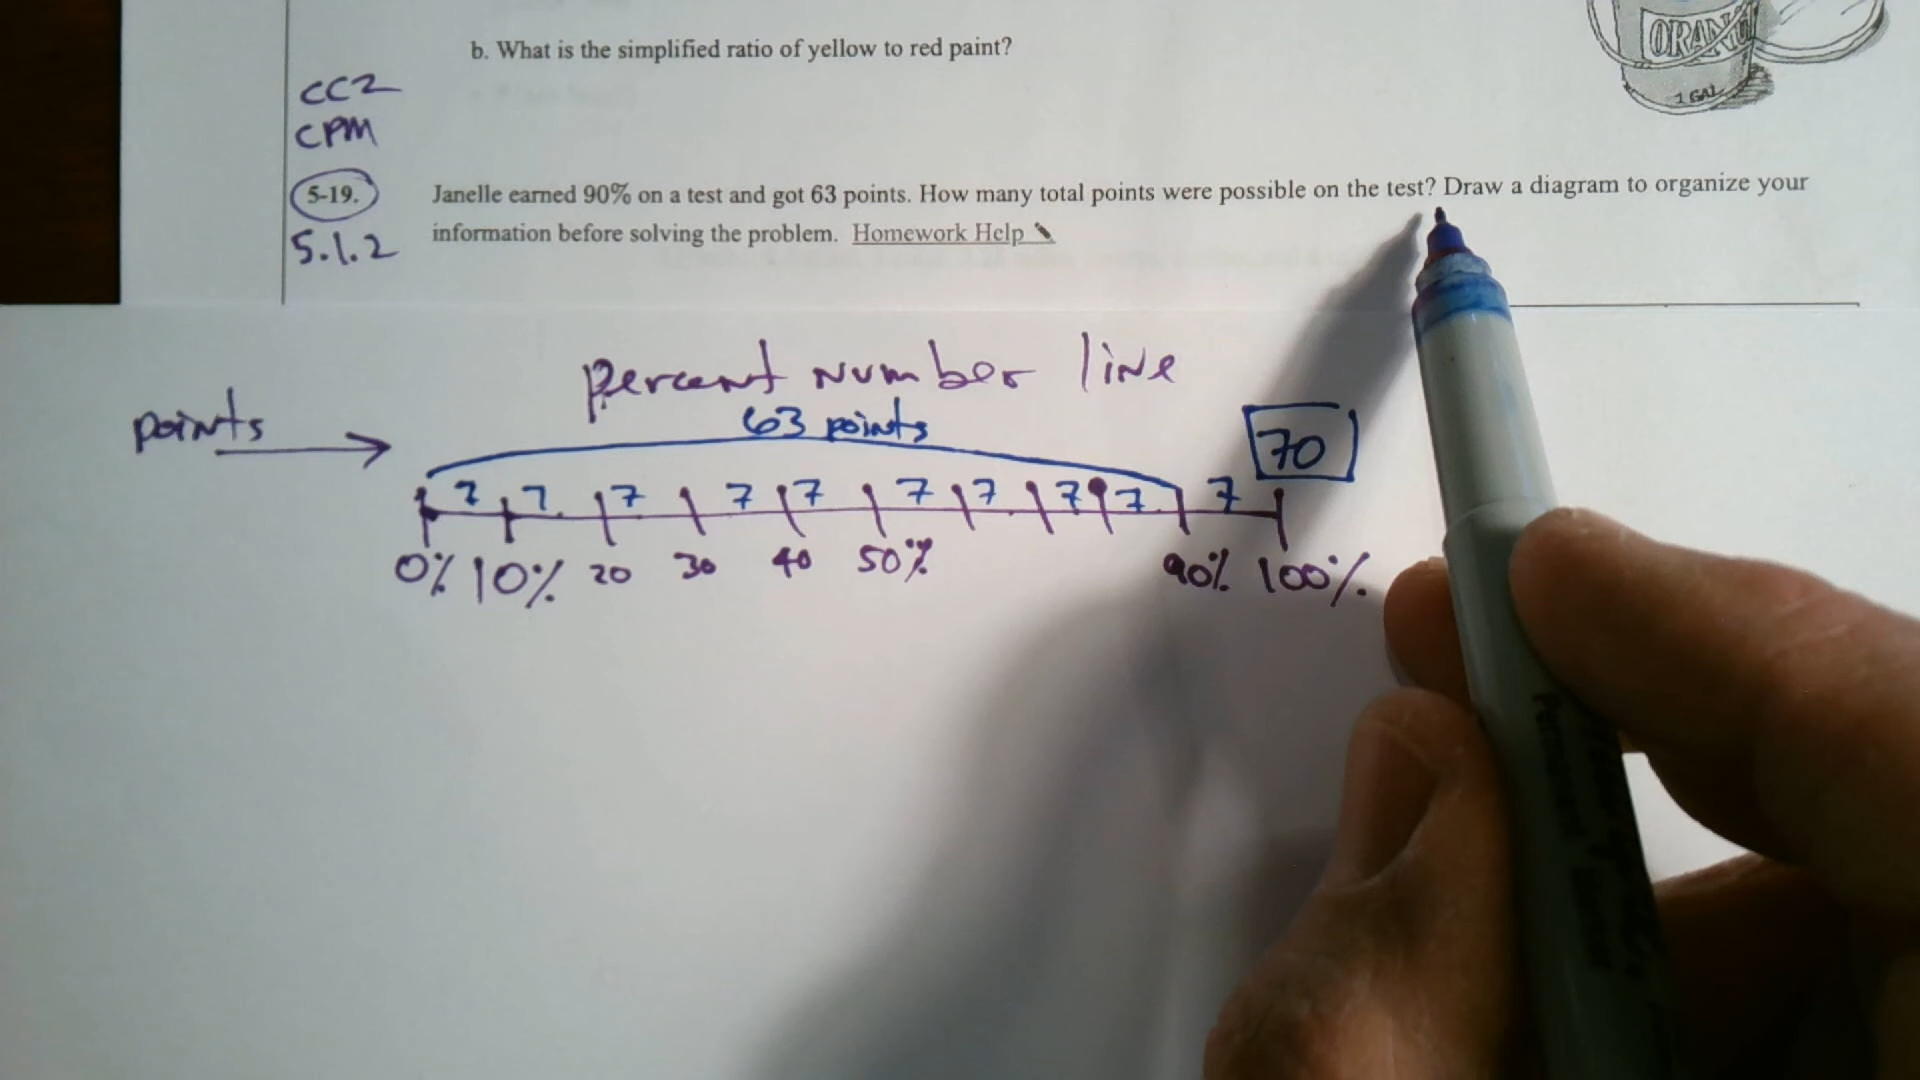 b. What is the simplified ratio of yellow to red paint?
1 GAL
CC2
CPM
5-19. Janelle earned 90% on a test and got 63 points. How many total points were possible on the test? Draw a diagram to organize your
information before solving the problem. Homework Help
5.1.2
percent number line
points
63 points
70
7 7 7 7 7 7 7 7 7 7
0% 10% 20 30 40 50% 90% 100%